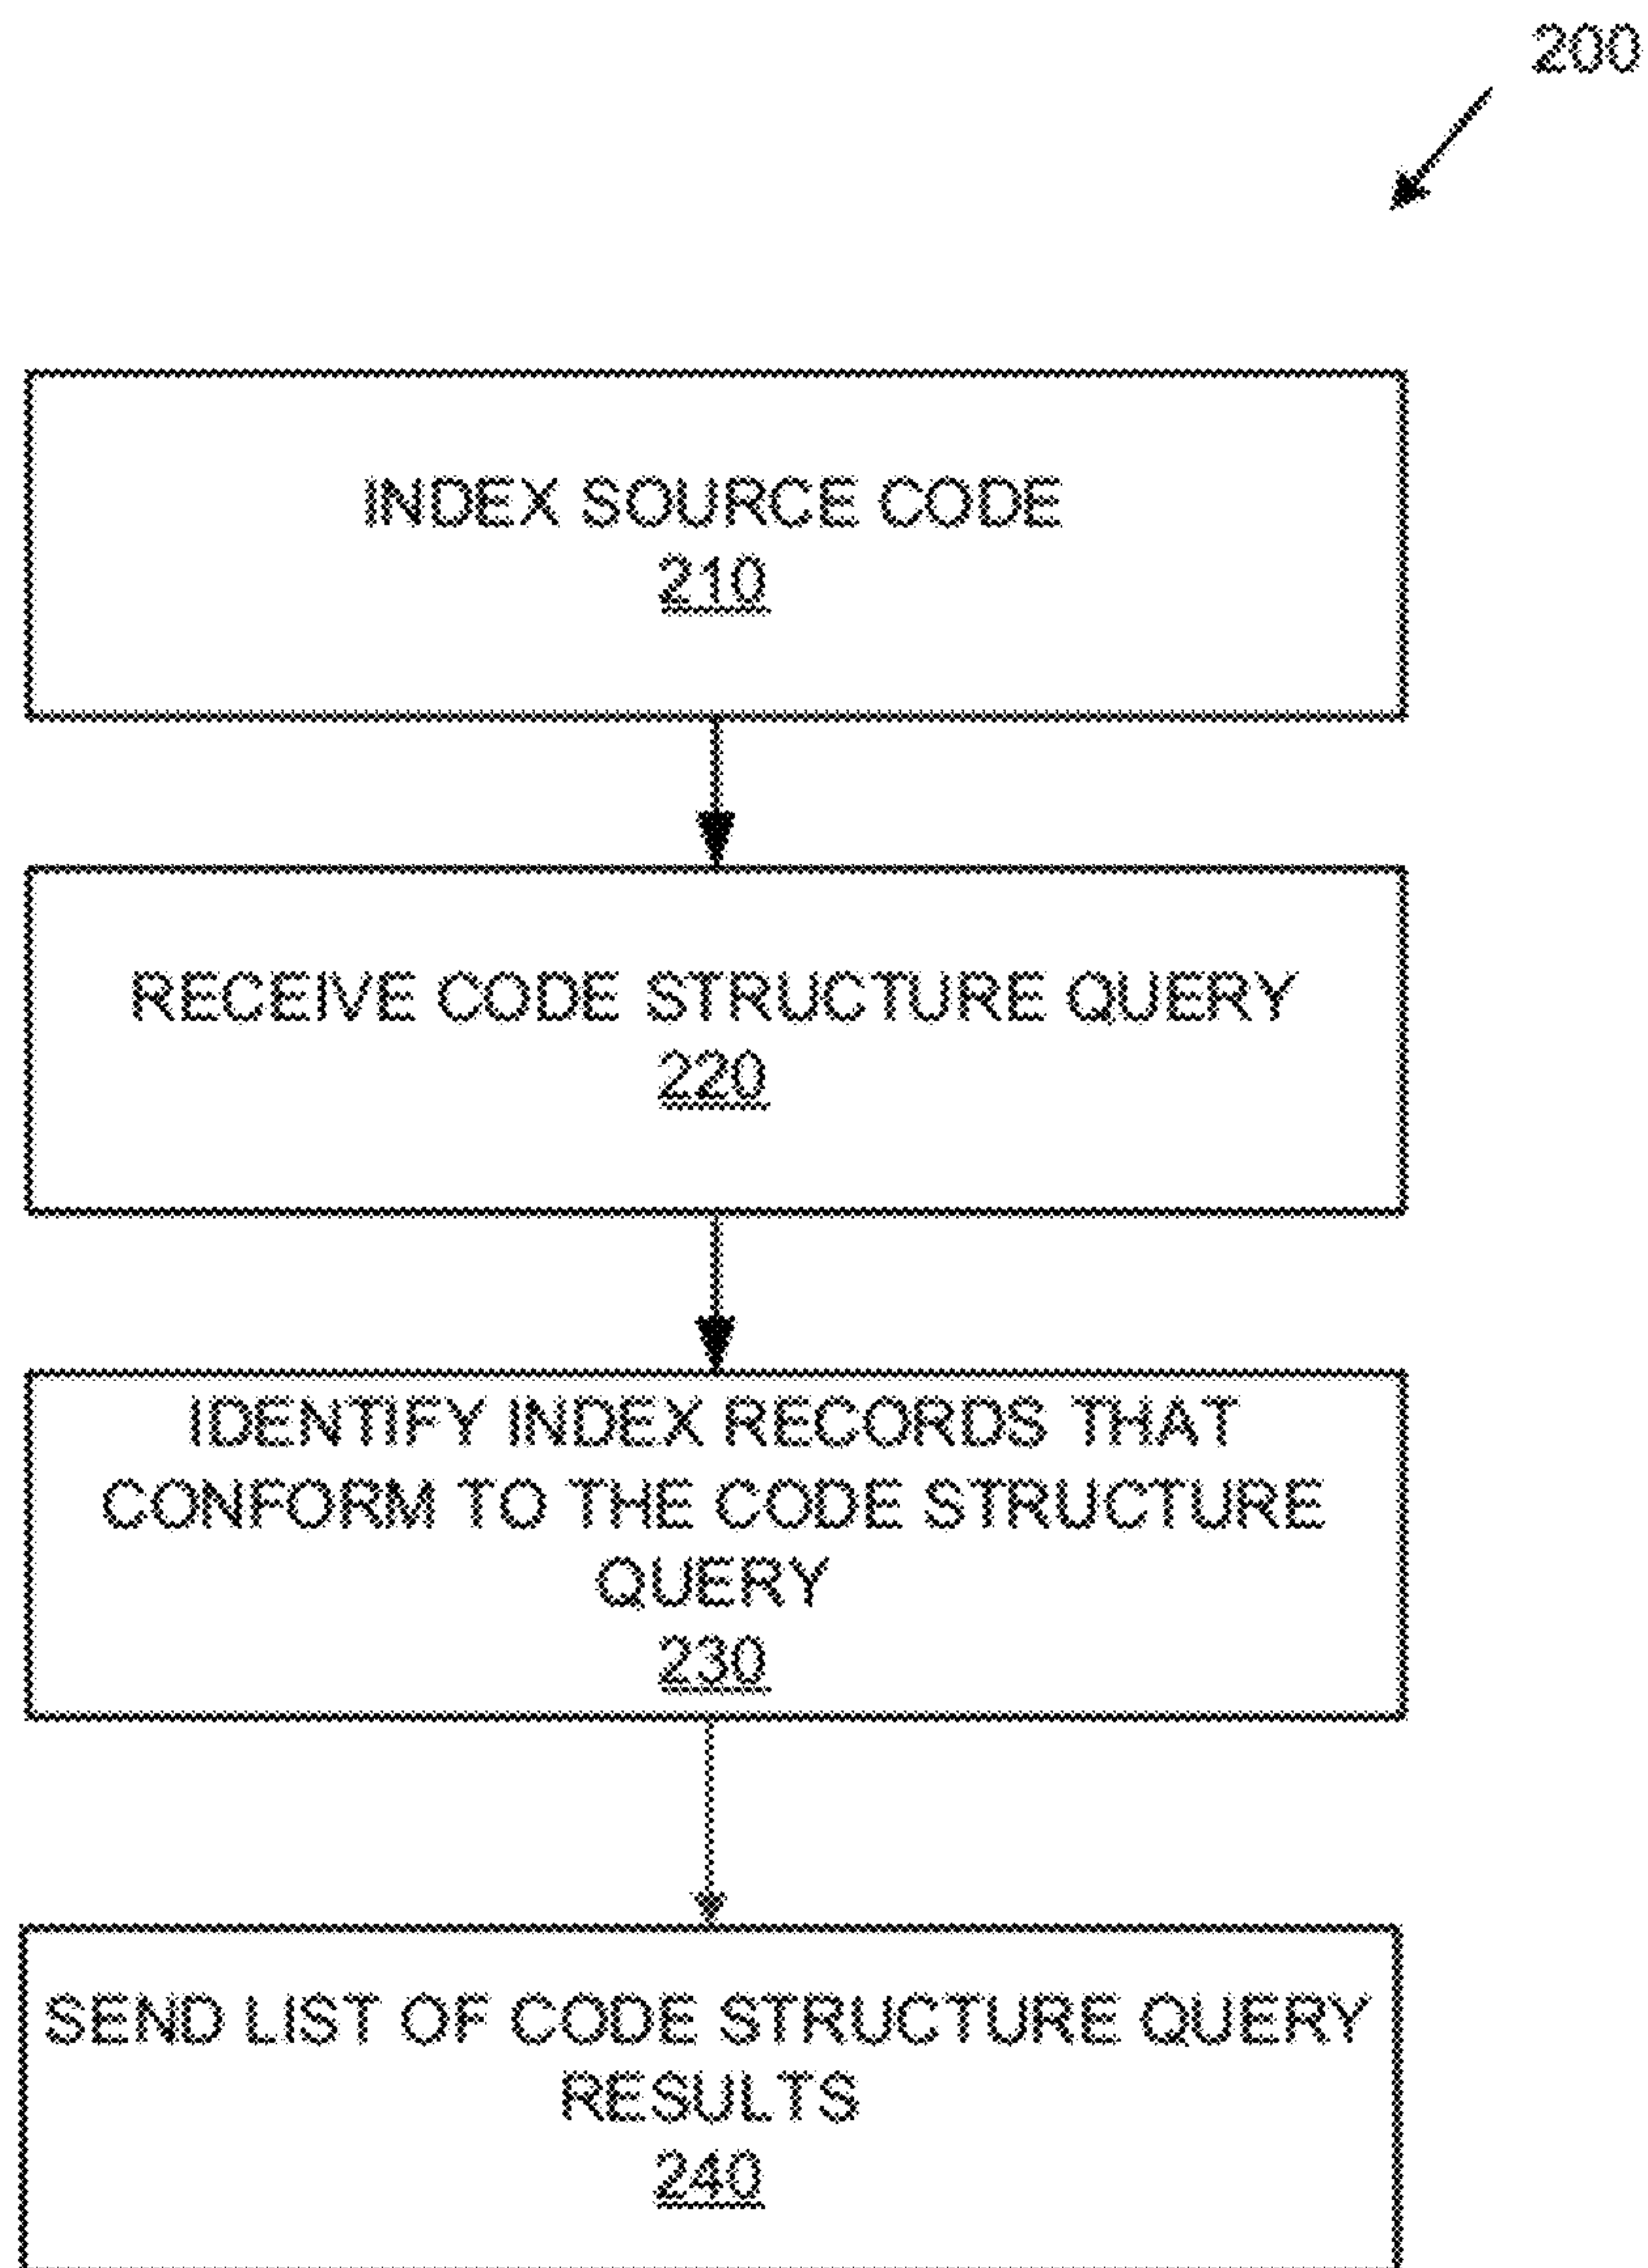 200
INDEX SOURCE CODE
210
RECEIVE CODE STRUCTURE QUERY
220
IDENTIFY INDEX RECORDS THAT
CONFORM TO THE CODE STRUCTURE
QUERY
230
SEND LIST OF CODE STRUCTURE QUERY
RESULTS
240